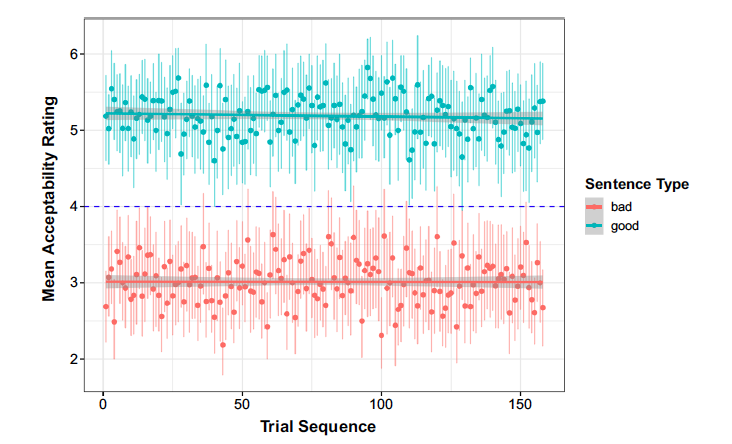 Mean Acceptability Rating
6
5
4
3
2
0
50
100
150
Trial Sequence
Sentence Type
bad
good